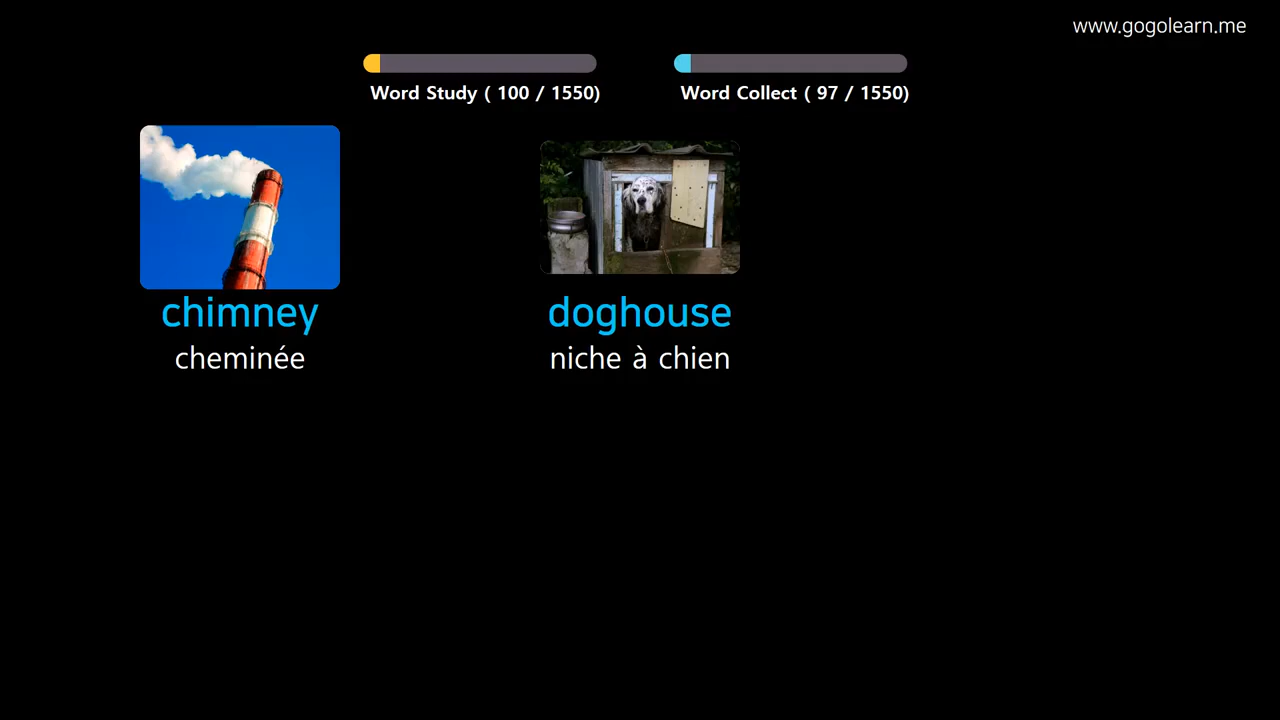 www.gogolearn.me
Word Study ( 100 / 1550)
Word Collect ( 97 / 1550)
chimney
cheminée
doghouse
niche à chien